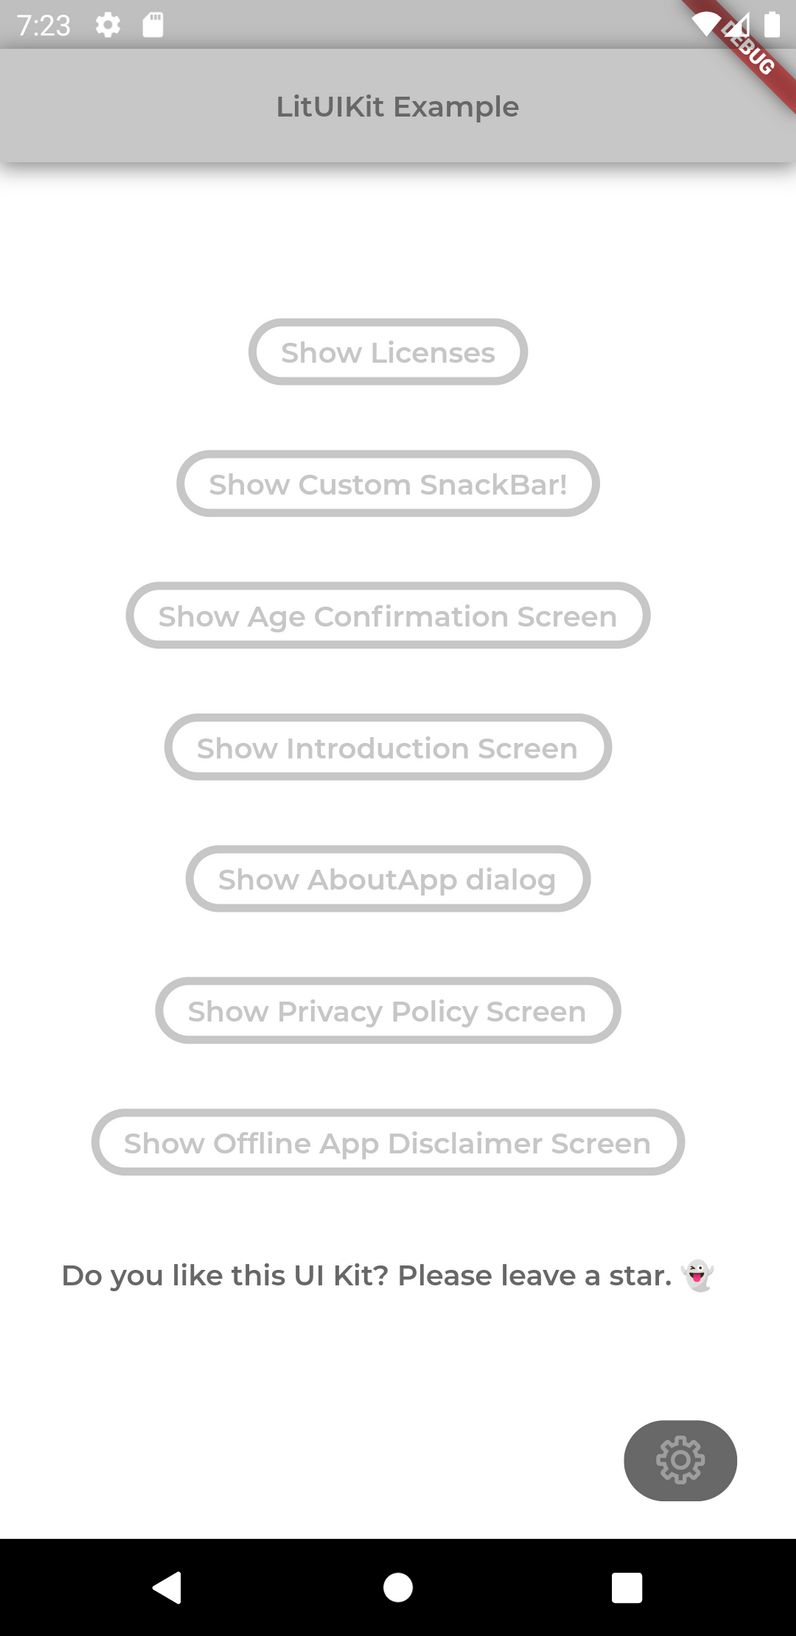 7:23
DEBUG
LitUIKit Example
Show Licenses
Show Custom SnackBar!
Show Age Confirmation Screen
Show Introduction Screen
Show AboutApp dialog
Show Privacy Policy Screen
Show Offline App Disclaimer Screen
Do you like this UI Kit? Please leave a star. 👻